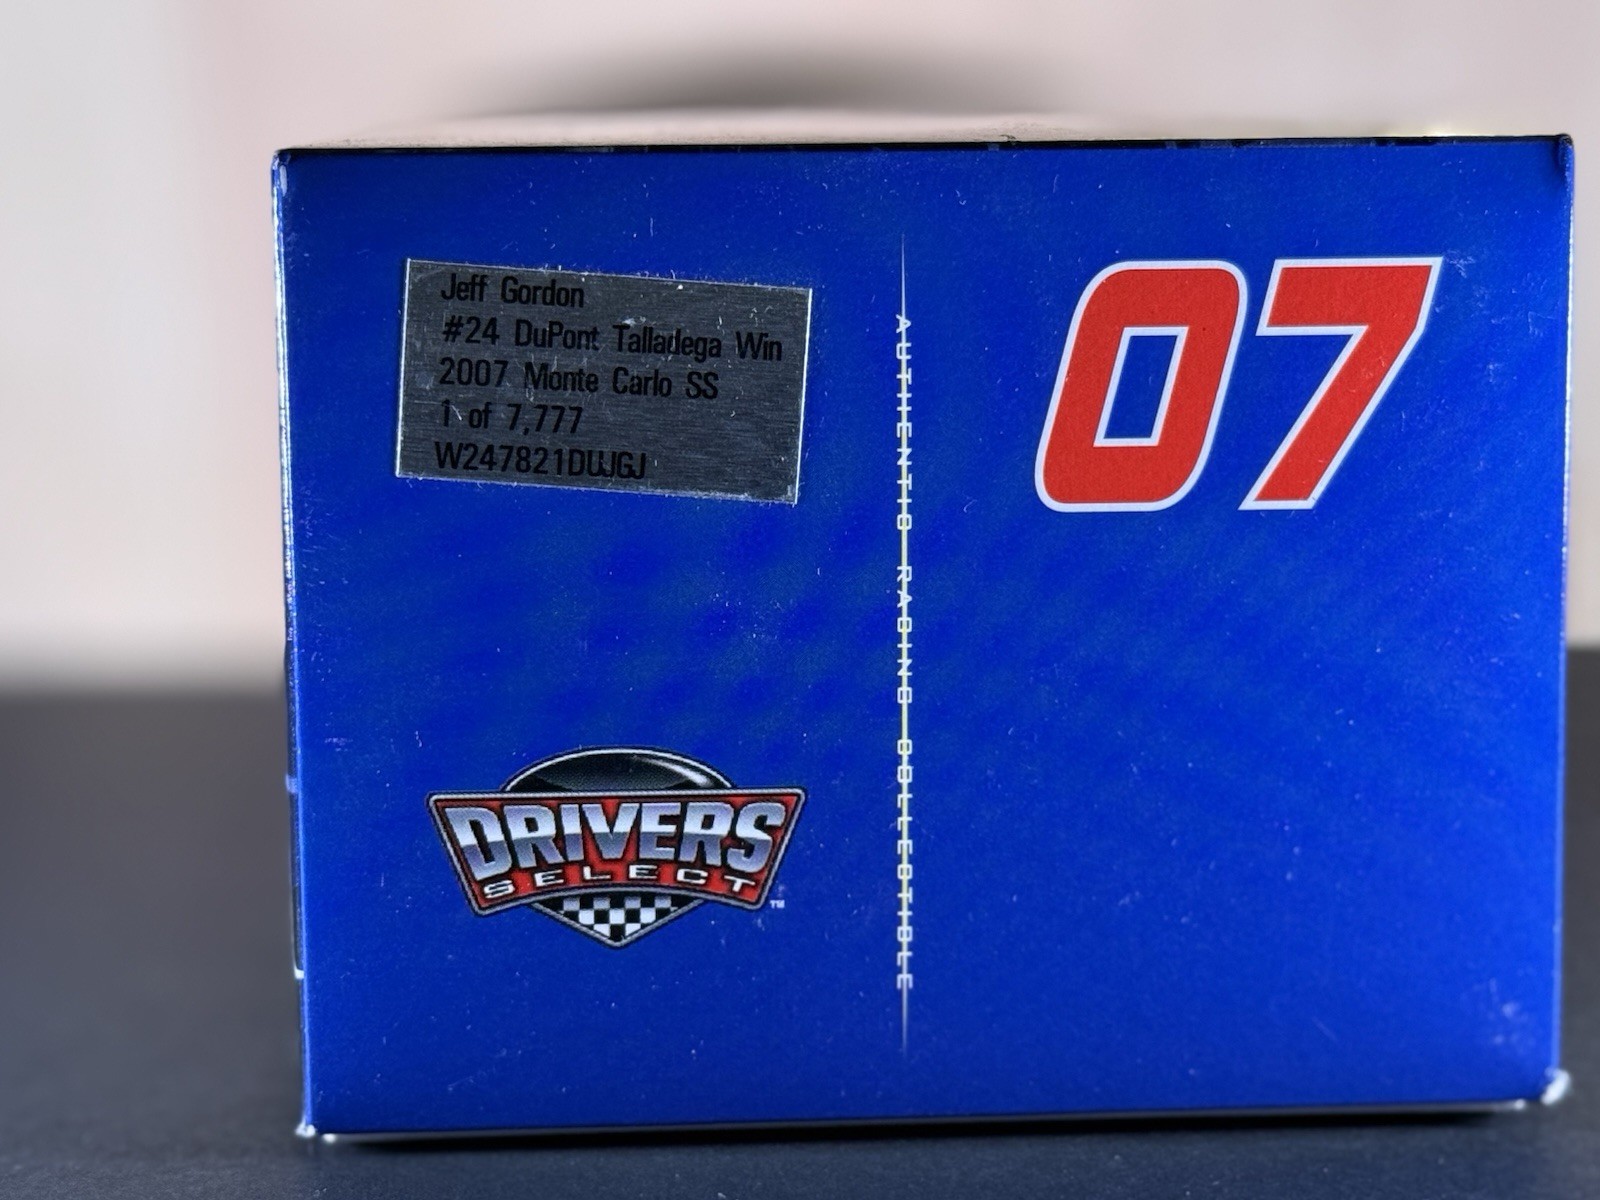 Jeff Gordon
#24 DuPont Talladega Win
2007 Monte Carlo SS
1 of 7,777
W247821DUJGJ
07
AUTHENTIC RACING COLLECTIBLE
DRIVERS
SELECT
™